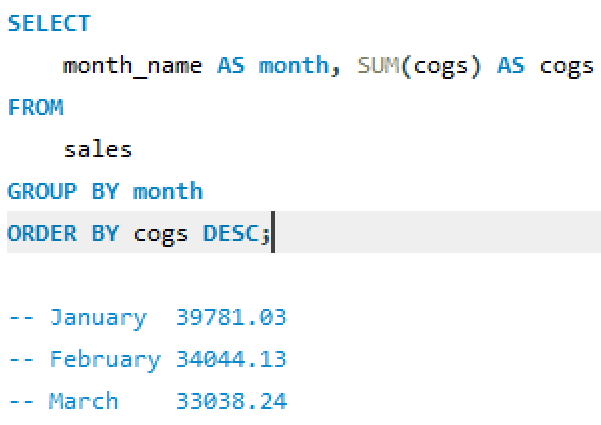 SELECT
    month_name AS month, SUM(cogs) AS cogs
FROM
    sales
GROUP BY month
ORDER BY cogs DESC;
-- January  39781.03
-- February 34044.13
-- March    33038.24